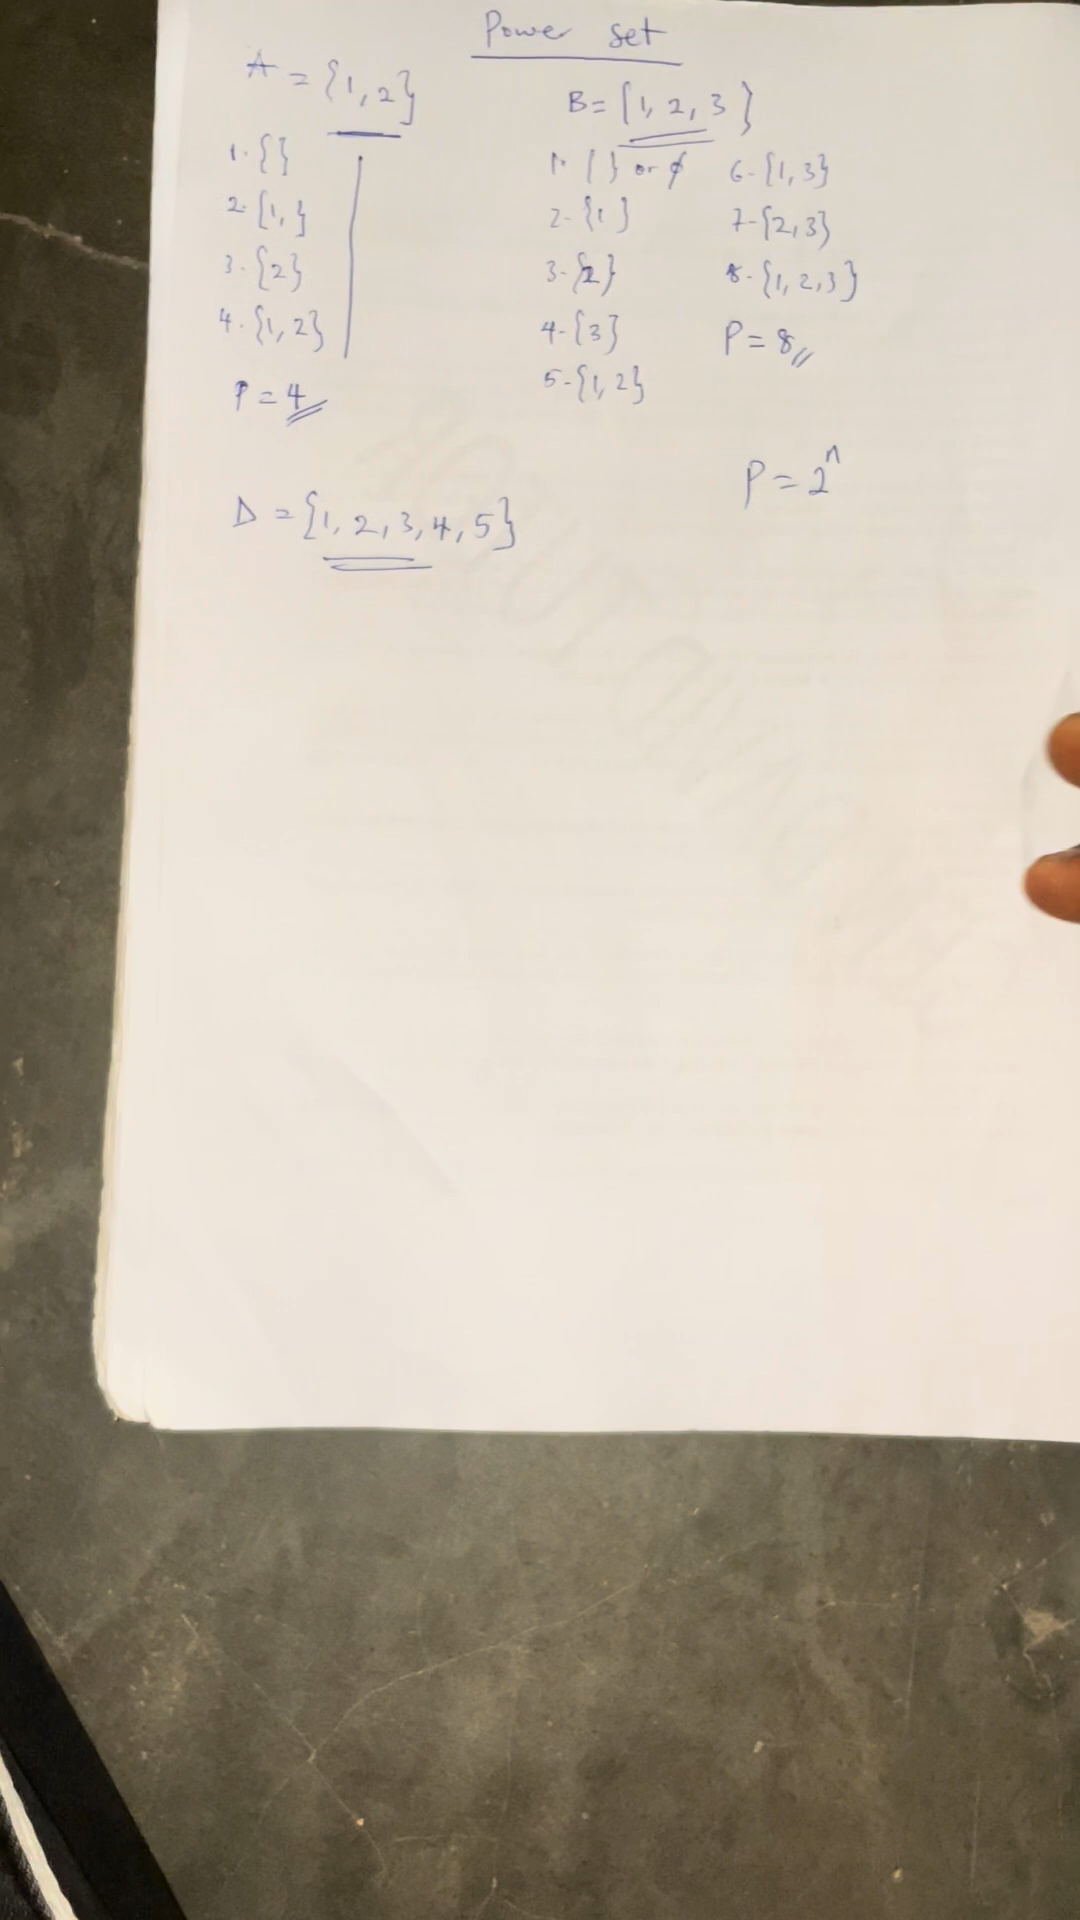 Power set
A = {1, 2}
1. {}
2. {1, }
3. {2}
4. {1, 2}
P = 4
B = {1, 2, 3}
1- { } or ϕ
2- {1}
3- {2}
4- {3}
5- {1, 2}
6- {1, 3}
7- {2, 3}
8- {1, 2, 3}
P = 8
P = 2ⁿ
D = {1, 2, 3, 4, 5}